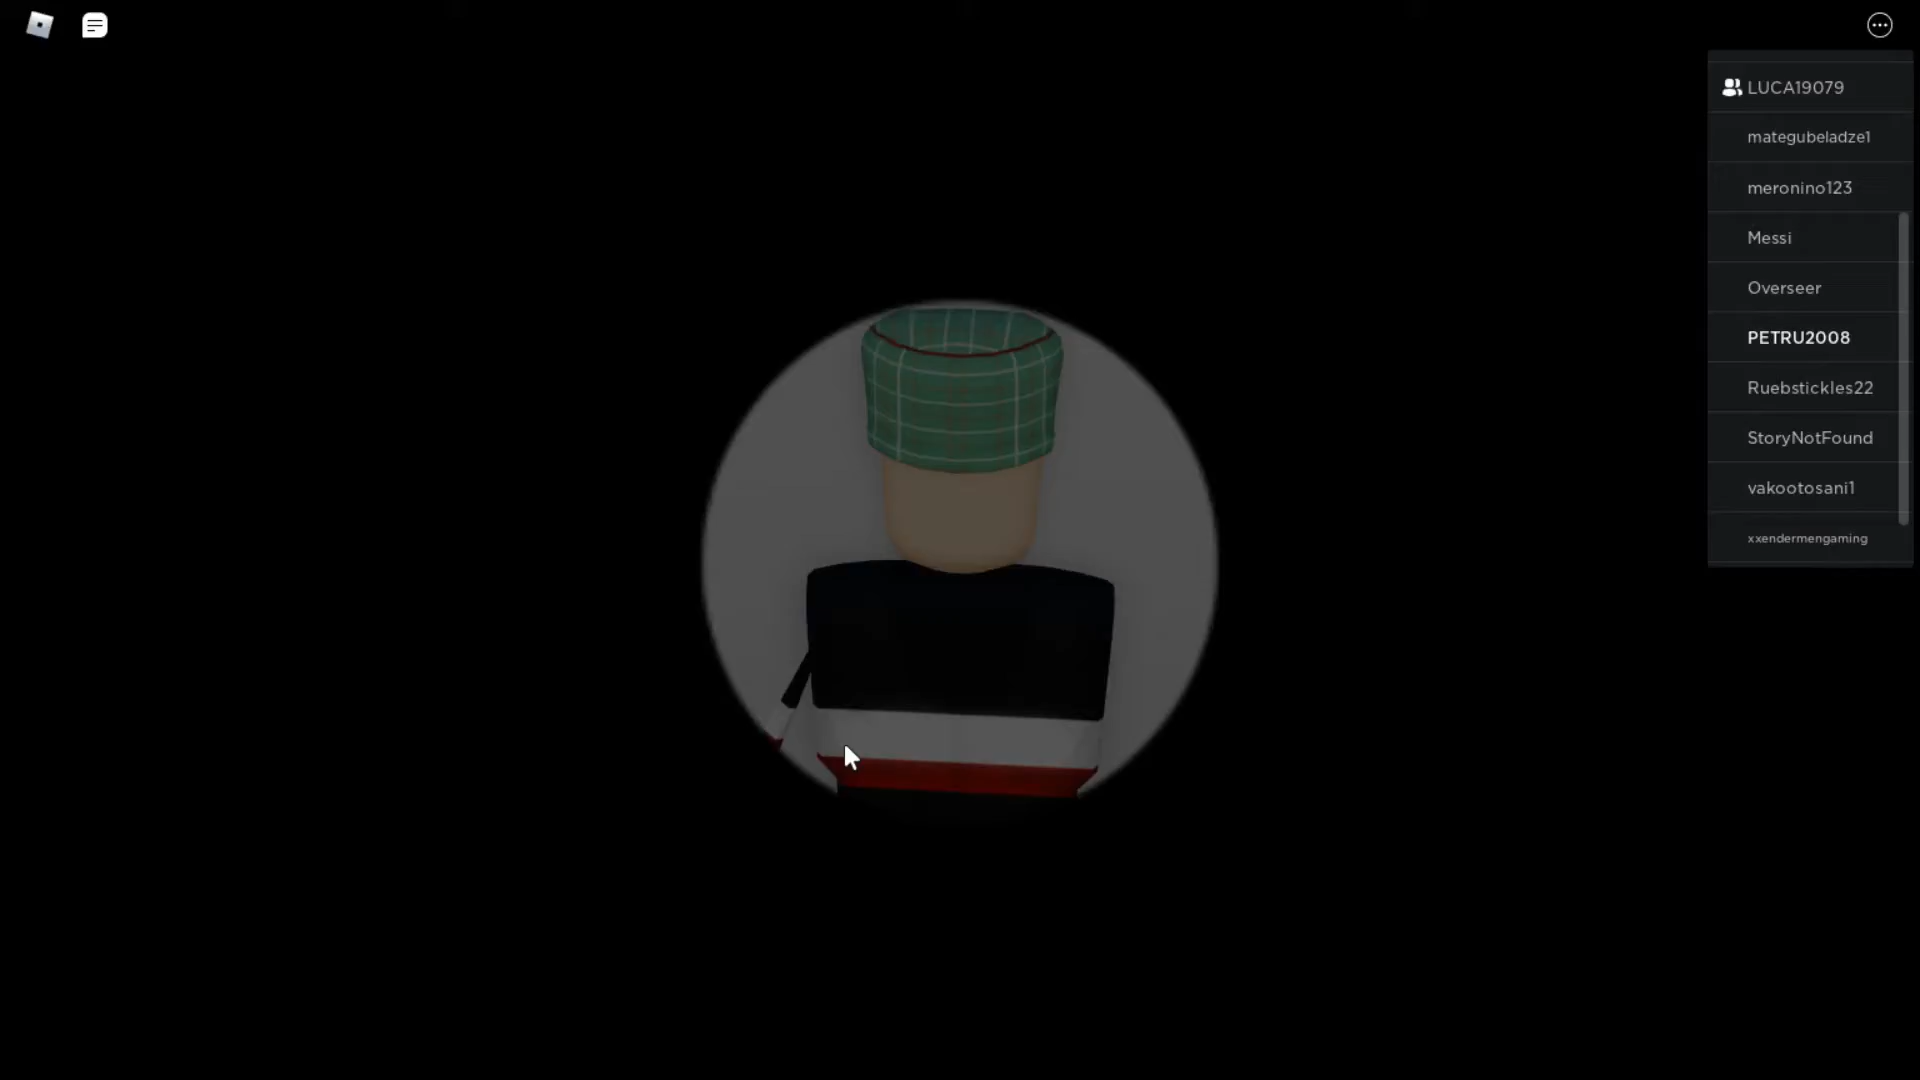 LUCA19079
mategubeladze1
meronino123
Messi
Overseer
PETRU2008
Ruebstickles22
StoryNotFound
vakootosani1
xxendermengaming